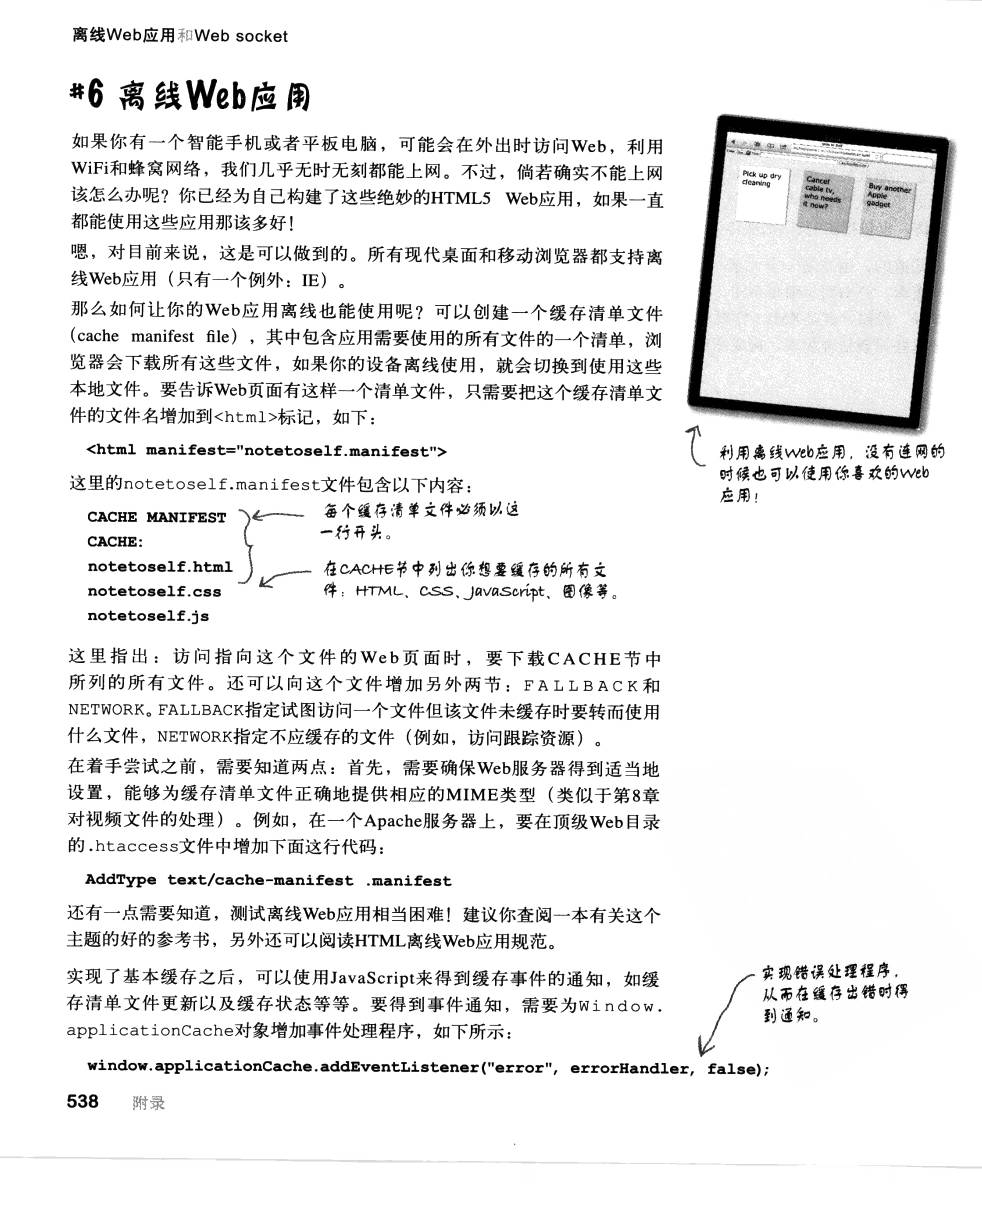 离线Web应用和Web socket
#6 离线Web应用
如果你有一个智能手机或者平板电脑，可能会在外出时访问Web，利用
WiFi和蜂窝网络，我们几乎无时无刻都能上网。不过，倘若确实不能上网
该怎么办呢？你已经为自己构建了这些绝妙的HTML5 Web应用，如果一直
都能使用这些应用那该多好！
嗯，对目前来说，这是可以做到的。所有现代桌面和移动浏览器都支持离
线Web应用（只有一个例外：IE）。
那么如何让你的Web应用离线也能使用呢？可以创建一个缓存清单文件
(cache manifest file)，其中包含应用需要使用的所有文件的一个清单，浏
览器会下载所有这些文件，如果你的设备离线使用，就会切换到使用这些
本地文件。要告诉Web页面有这样一个清单文件，只需要把这个缓存清单文
件的文件名增加到<html>标记，如下：
<html manifest="notetoself.manifest">
Pick up dry
cleaning
Cancel
cable tv,
who needs
it now?
Buy another
Apple
gadget
利用离线Web应用，没有连网的
时候也可以使用你喜欢的Web
应用！
这里的notetoself.manifest文件包含以下内容：
CACHE MANIFEST
CACHE:
notetoself.html
notetoself.css
notetoself.js
每个缓存清单文件必须以这
一行开头。
在CACHE节中列出你想要缓存的所有文
件：HTML、CSS、JavaScript、图像等。
这里指出：访问指向这个文件的Web页面时，要下载CACHE节中
所列的所有文件。还可以向这个文件增加另外两节：FALLBACK和
NETWORK。FALLBACK指定试图访问一个文件但该文件未缓存时要转而使用
什么文件，NETWORK指定不应缓存的文件（例如，访问跟踪资源）。
在着手尝试之前，需要知道两点：首先，需要确保Web服务器得到适当地
设置，能够为缓存清单文件正确地提供相应的MIME类型（类似于第8章
对视频文件的处理）。例如，在一个Apache服务器上，要在顶级Web目录
的.htaccess文件中增加下面这行代码：
AddType text/cache-manifest .manifest
还有一点需要知道，测试离线Web应用相当困难！建议你查阅一本有关这个
主题的好的参考书，另外还可以阅读HTML离线Web应用规范。
实现了基本缓存之后，可以使用JavaScript来得到缓存事件的通知，如缓
存清单文件更新以及缓存状态等等。要得到事件通知，需要为Window.
applicationCache对象增加事件处理程序，如下所示：
实现错误处理程序，
从而在缓存出错时得
到通知。
window.applicationCache.addEventListener("error", errorHandler, false);
538 附录